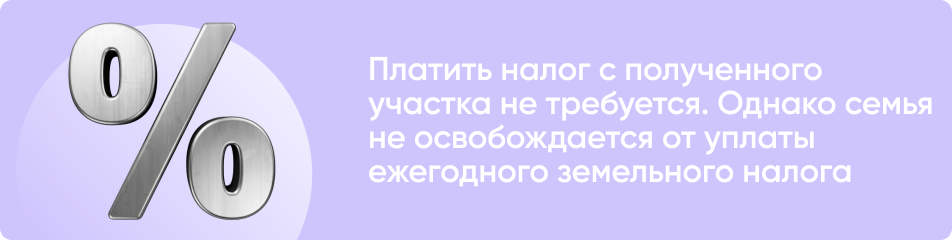 %
Платить налог с полученного
участка не требуется. Однако семья
не освобождается от уплаты
ежегодного земельного налога